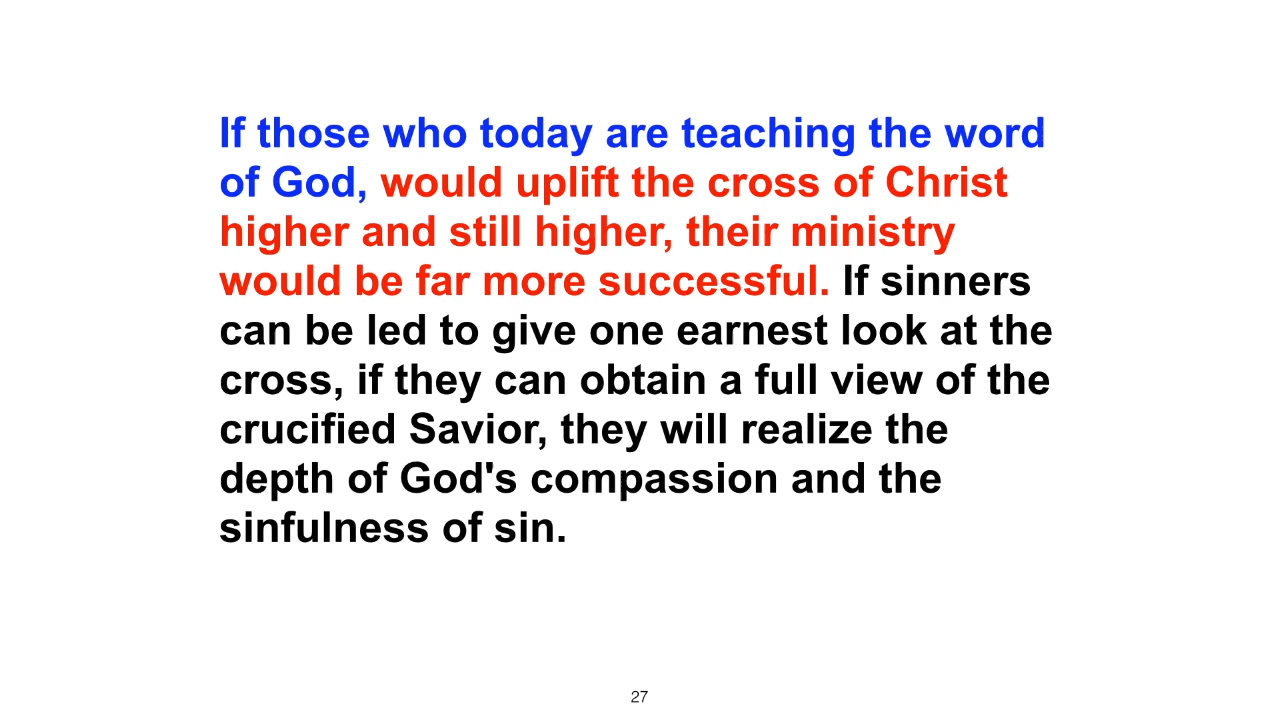 If those who today are teaching the word
of God, would uplift the cross of Christ
higher and still higher, their ministry
would be far more successful. If sinners
can be led to give one earnest look at the
cross, if they can obtain a full view of the
crucified Savior, they will realize the
depth of God's compassion and the
sinfulness of sin.
27